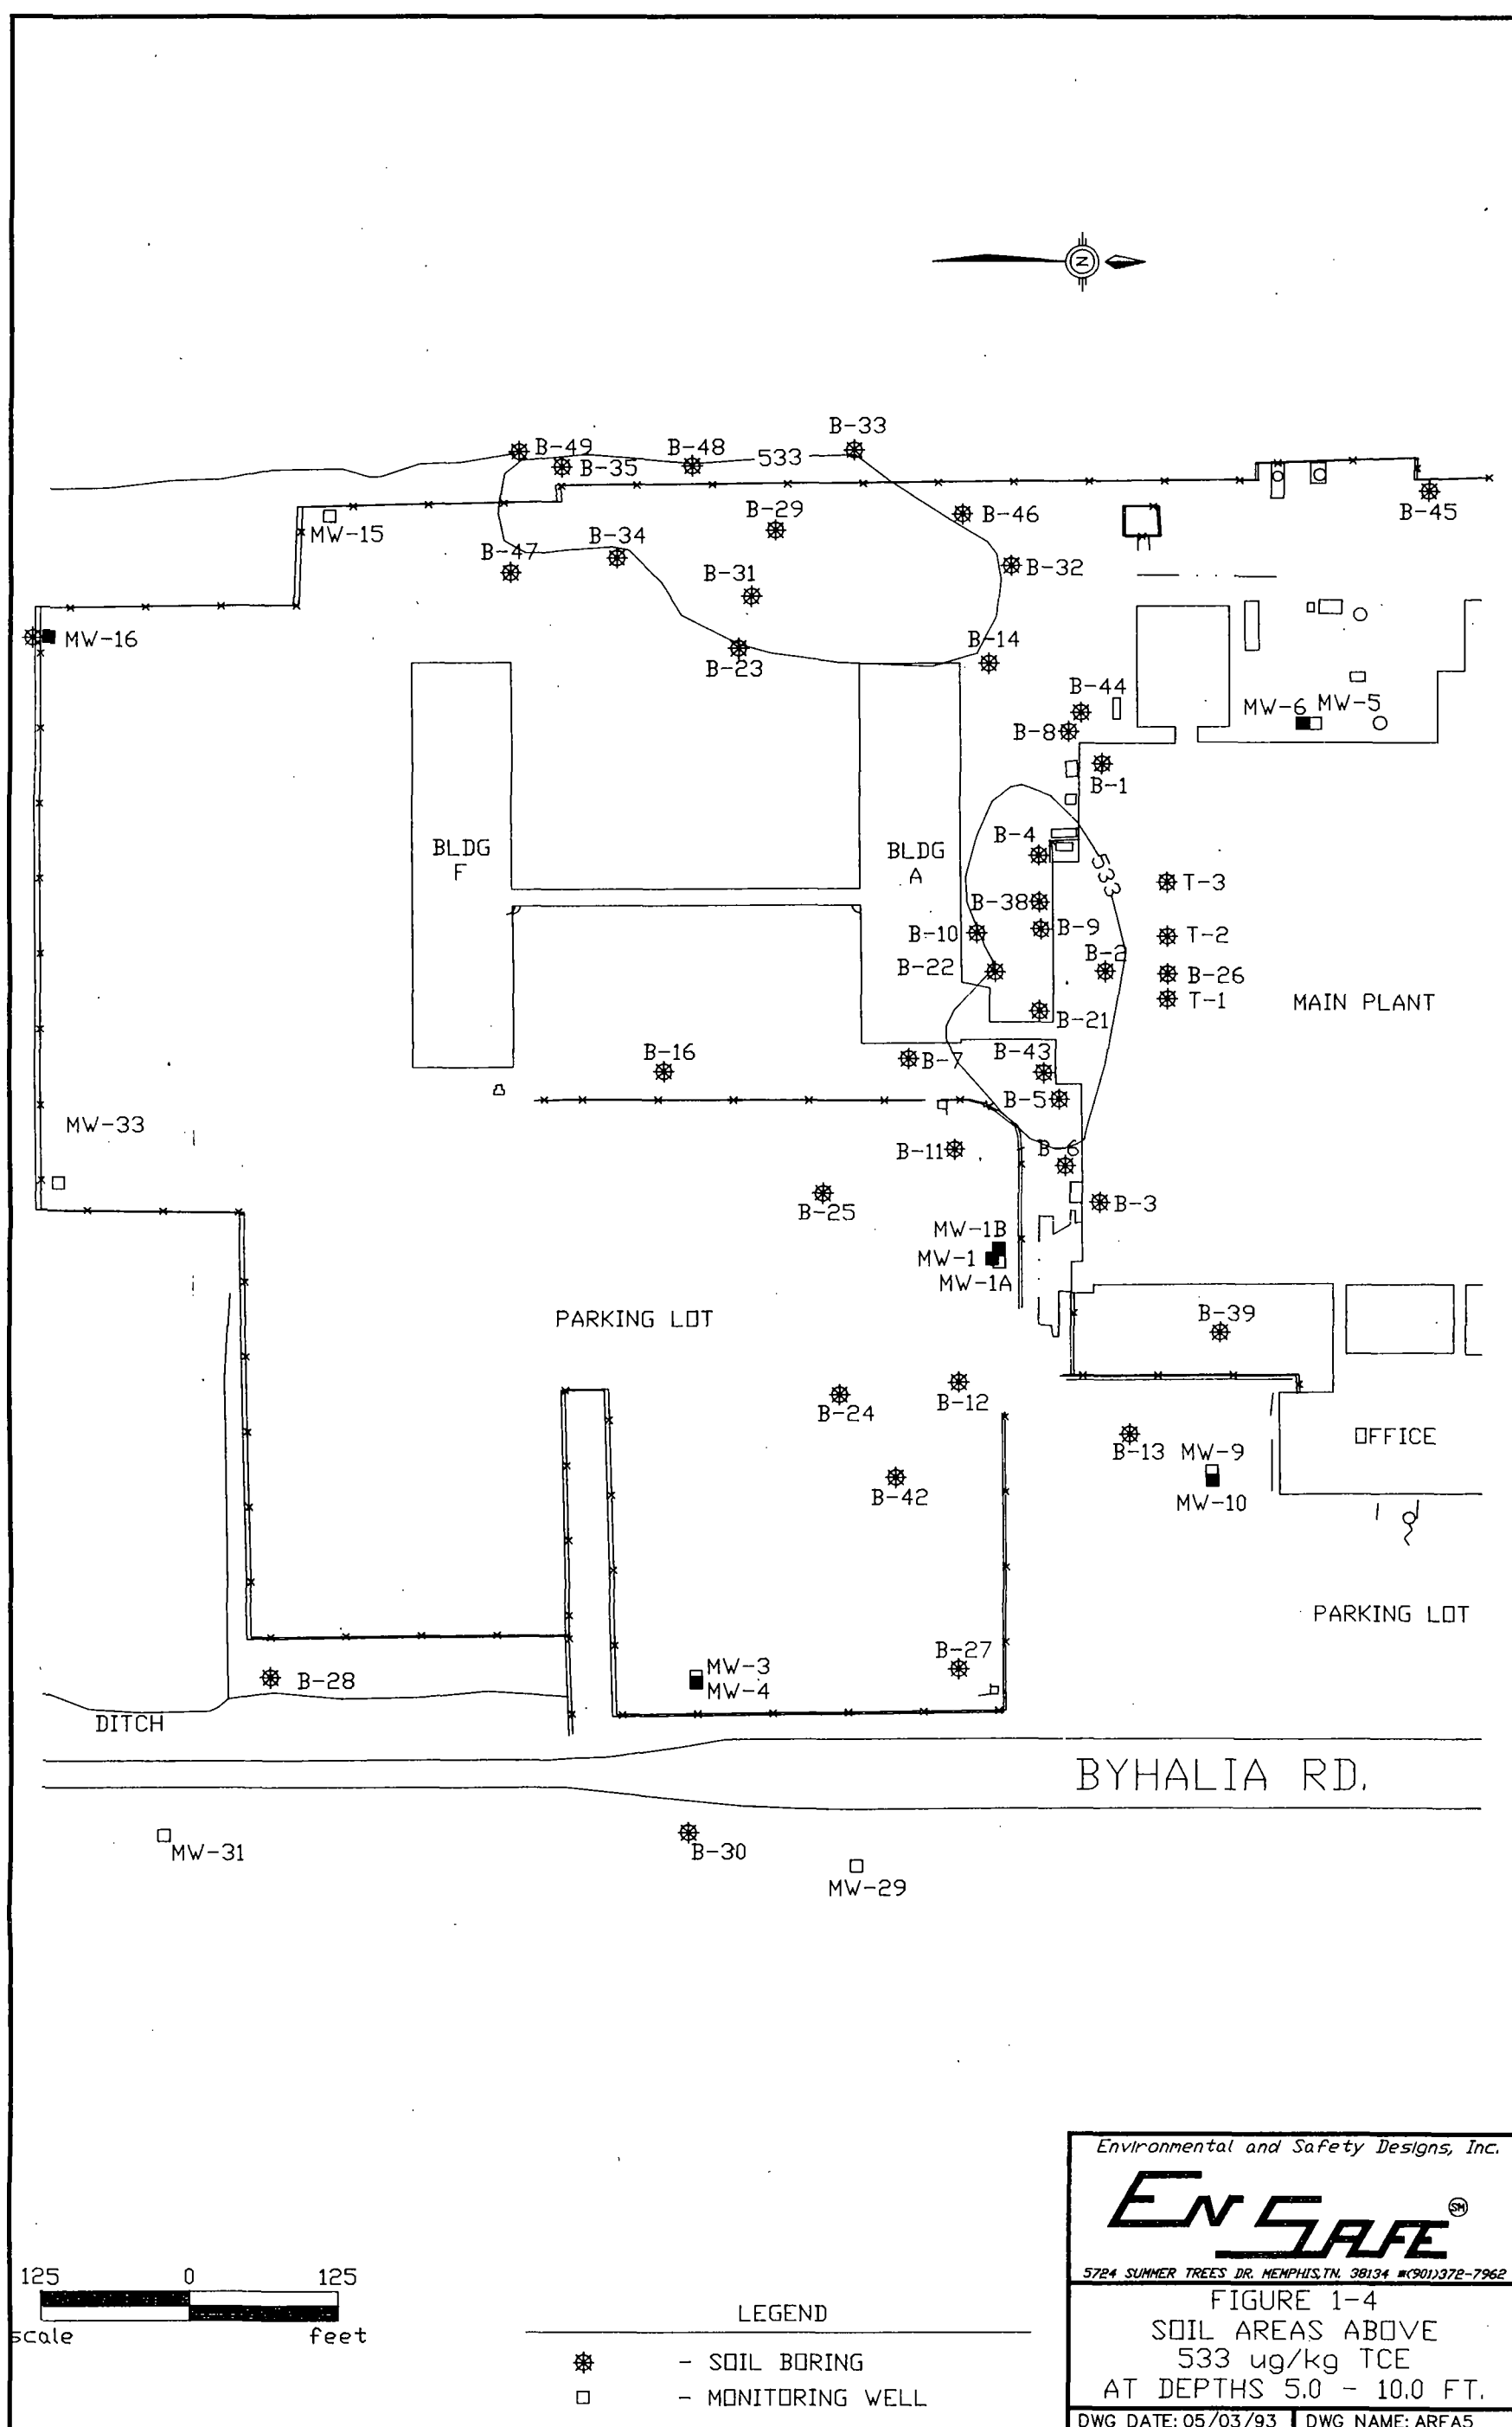 N
B-33
B-49
B-48
533
B-35
B-29
B-46
B-45
MW-15
B-34
B-47
B-32
B-31
MW-16
B-14
B-23
B-44
MW-6 MW-5
B-8
B-1
B-4
BLDG
F
BLDG
A
533
T-3
B-38
B-10
B-9
T-2
B-2
B-22
B-26
T-1
MAIN PLANT
B-21
B-16
B-7
B-43
B-5
MW-33
B-11
B-6
B-25
B-3
MW-1B
MW-1
MW-1A
PARKING LOT
B-39
B-12
B-24
B-13 MW-9
OFFICE
B-42
MW-10
PARKING LOT
B-27
MW-3
B-28
MW-4
DITCH
BYHALIA RD.
MW-31
B-30
MW-29
Environmental and Safety Designs, Inc.
ENSAFE SM
5724 SUMMER TREES DR. MEMPHIS, TN. 38134 ■(901)372-7962
125 0 125
scale feet
LEGEND
- SOIL BORING
- MONITORING WELL
FIGURE 1-4
SOIL AREAS ABOVE
533 ug/kg TCE
AT DEPTHS 5.0 - 10.0 FT.
DWG DATE: 05/03/93 DWG NAME: AREA5